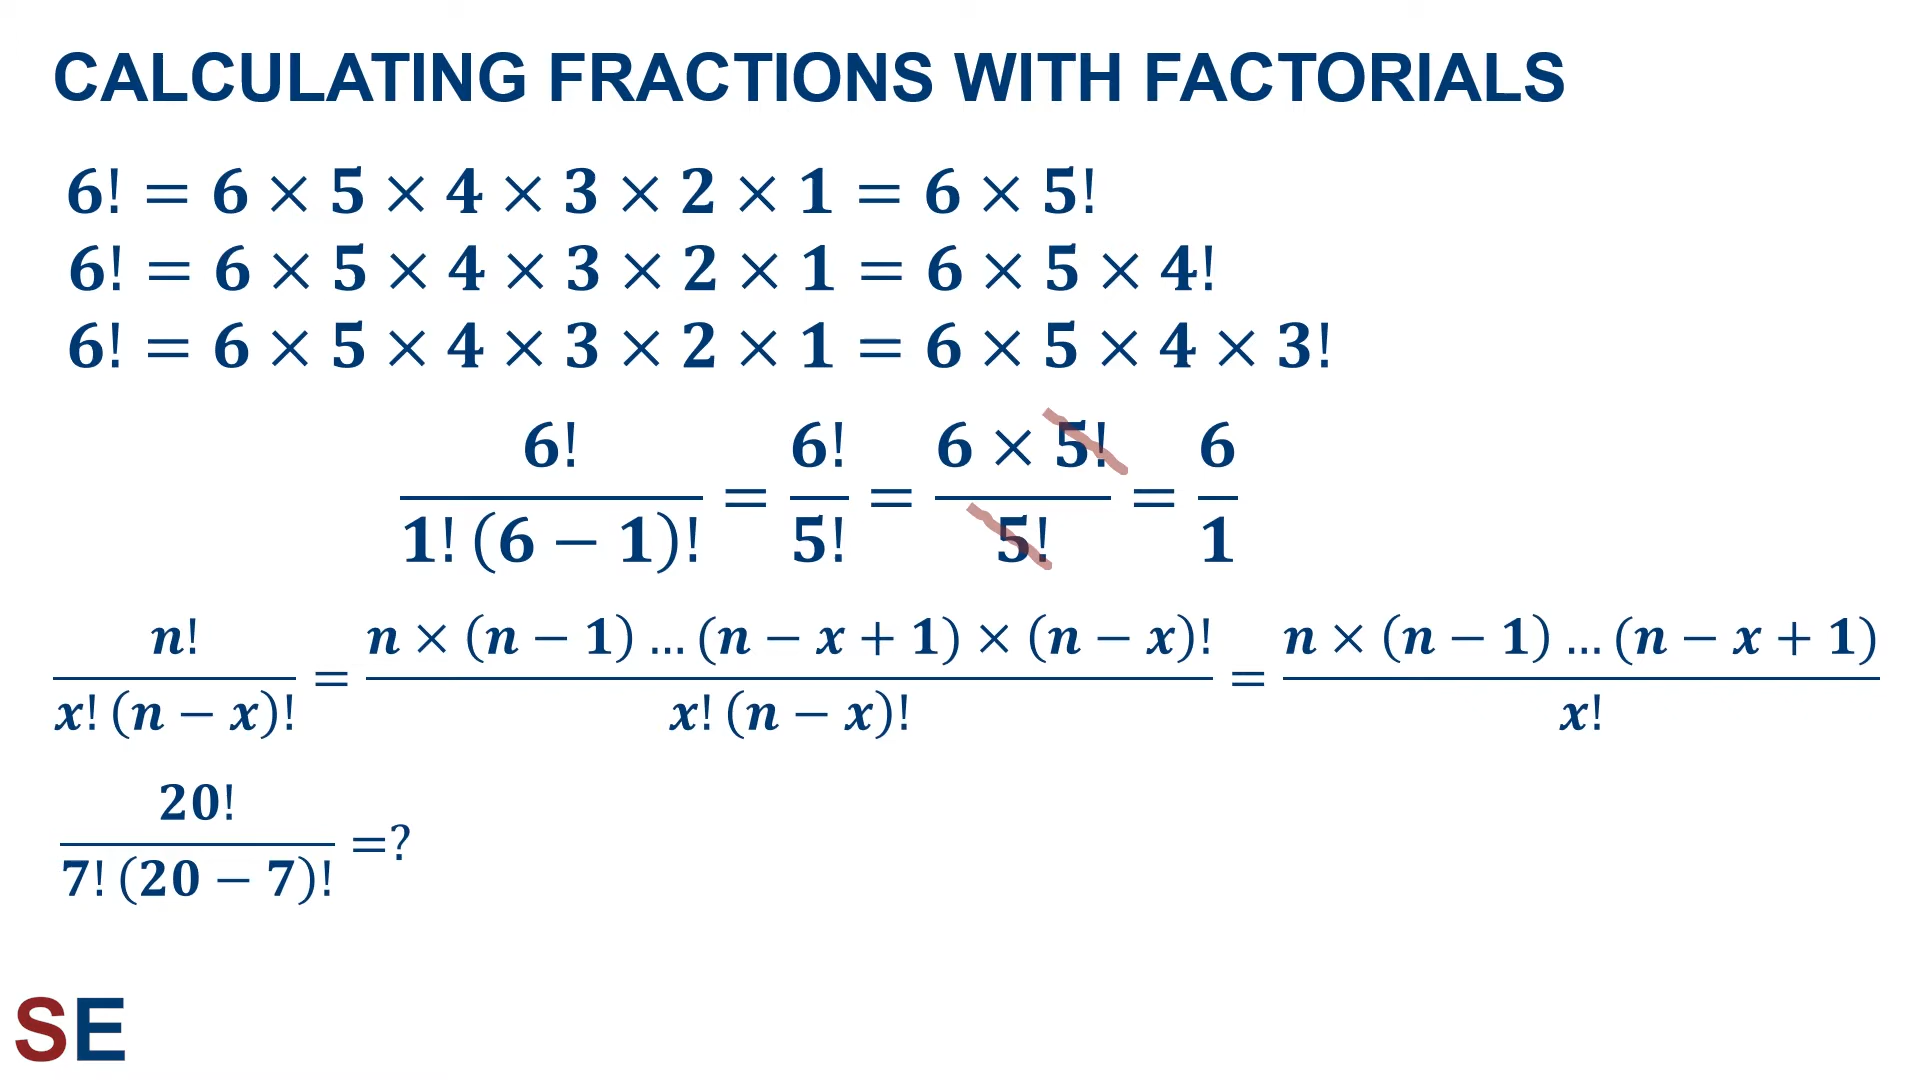 CALCULATING FRACTIONS WITH FACTORIALS
6! = 6 × 5 × 4 × 3 × 2 × 1 = 6 × 5!
6! = 6 × 5 × 4 × 3 × 2 × 1 = 6 × 5 × 4!
6! = 6 × 5 × 4 × 3 × 2 × 1 = 6 × 5 × 4 × 3!
6! / 1! (6 − 1)! = 6! / 5! = 6 × 5! / 5! = 6 / 1
n! / x! (n − x)! = n × (n − 1) … (n − x + 1) × (n − x)! / x! (n − x)! = n × (n − 1) … (n − x + 1) / x!
20! / 7! (20 − 7)! =?
SE